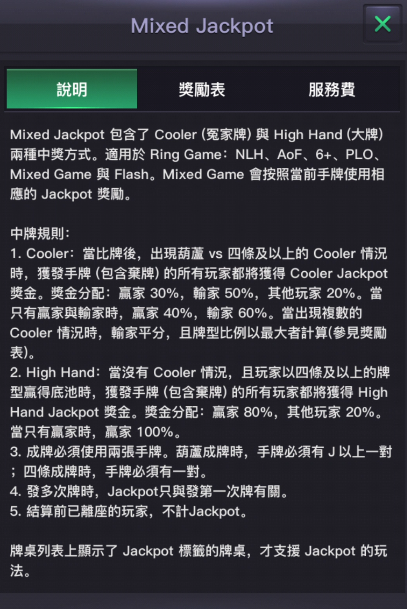 Mixed Jackpot
說明
獎勵表
服務費
Mixed Jackpot 包含了 Cooler (冤家牌) 與 High Hand (大牌)
兩種中獎方式。適用於 Ring Game：NLH、AoF、6+、PLO、
Mixed Game 與 Flash。Mixed Game 會按照當前手牌使用相
應的 Jackpot 獎勵。
中牌規則：
1. Cooler：當比牌後，出現葫蘆 vs 四條及以上的 Cooler 情況
時，獲發手牌 (包含棄牌) 的所有玩家都將獲得 Cooler Jackpot
獎金。獎金分配：贏家 30%，輸家 50%，其他玩家 20%。當
只有贏家與輸家時，贏家 40%，輸家 60%。當出現複數的
Cooler 情況時，輸家平分，且牌型比例以最大者計算(參見獎勵
表)。
2. High Hand：當沒有 Cooler 情況，且玩家以四條及以上的牌
型贏得底池時，獲發手牌 (包含棄牌) 的所有玩家都將獲得 High
Hand Jackpot 獎金。獎金分配：贏家 80%，其他玩家 20%。
當只有贏家時，贏家 100%。
3. 成牌必須使用兩張手牌。葫蘆成牌時，手牌必須有 J 以上一對
；四條成牌時，手牌必須有一對。
4. 發多次牌時，Jackpot只與發第一次牌有關。
5. 結算前已離座的玩家，不計Jackpot。
牌桌列表上顯示了 Jackpot 標籤的牌桌，才支援 Jackpot 的玩
法。